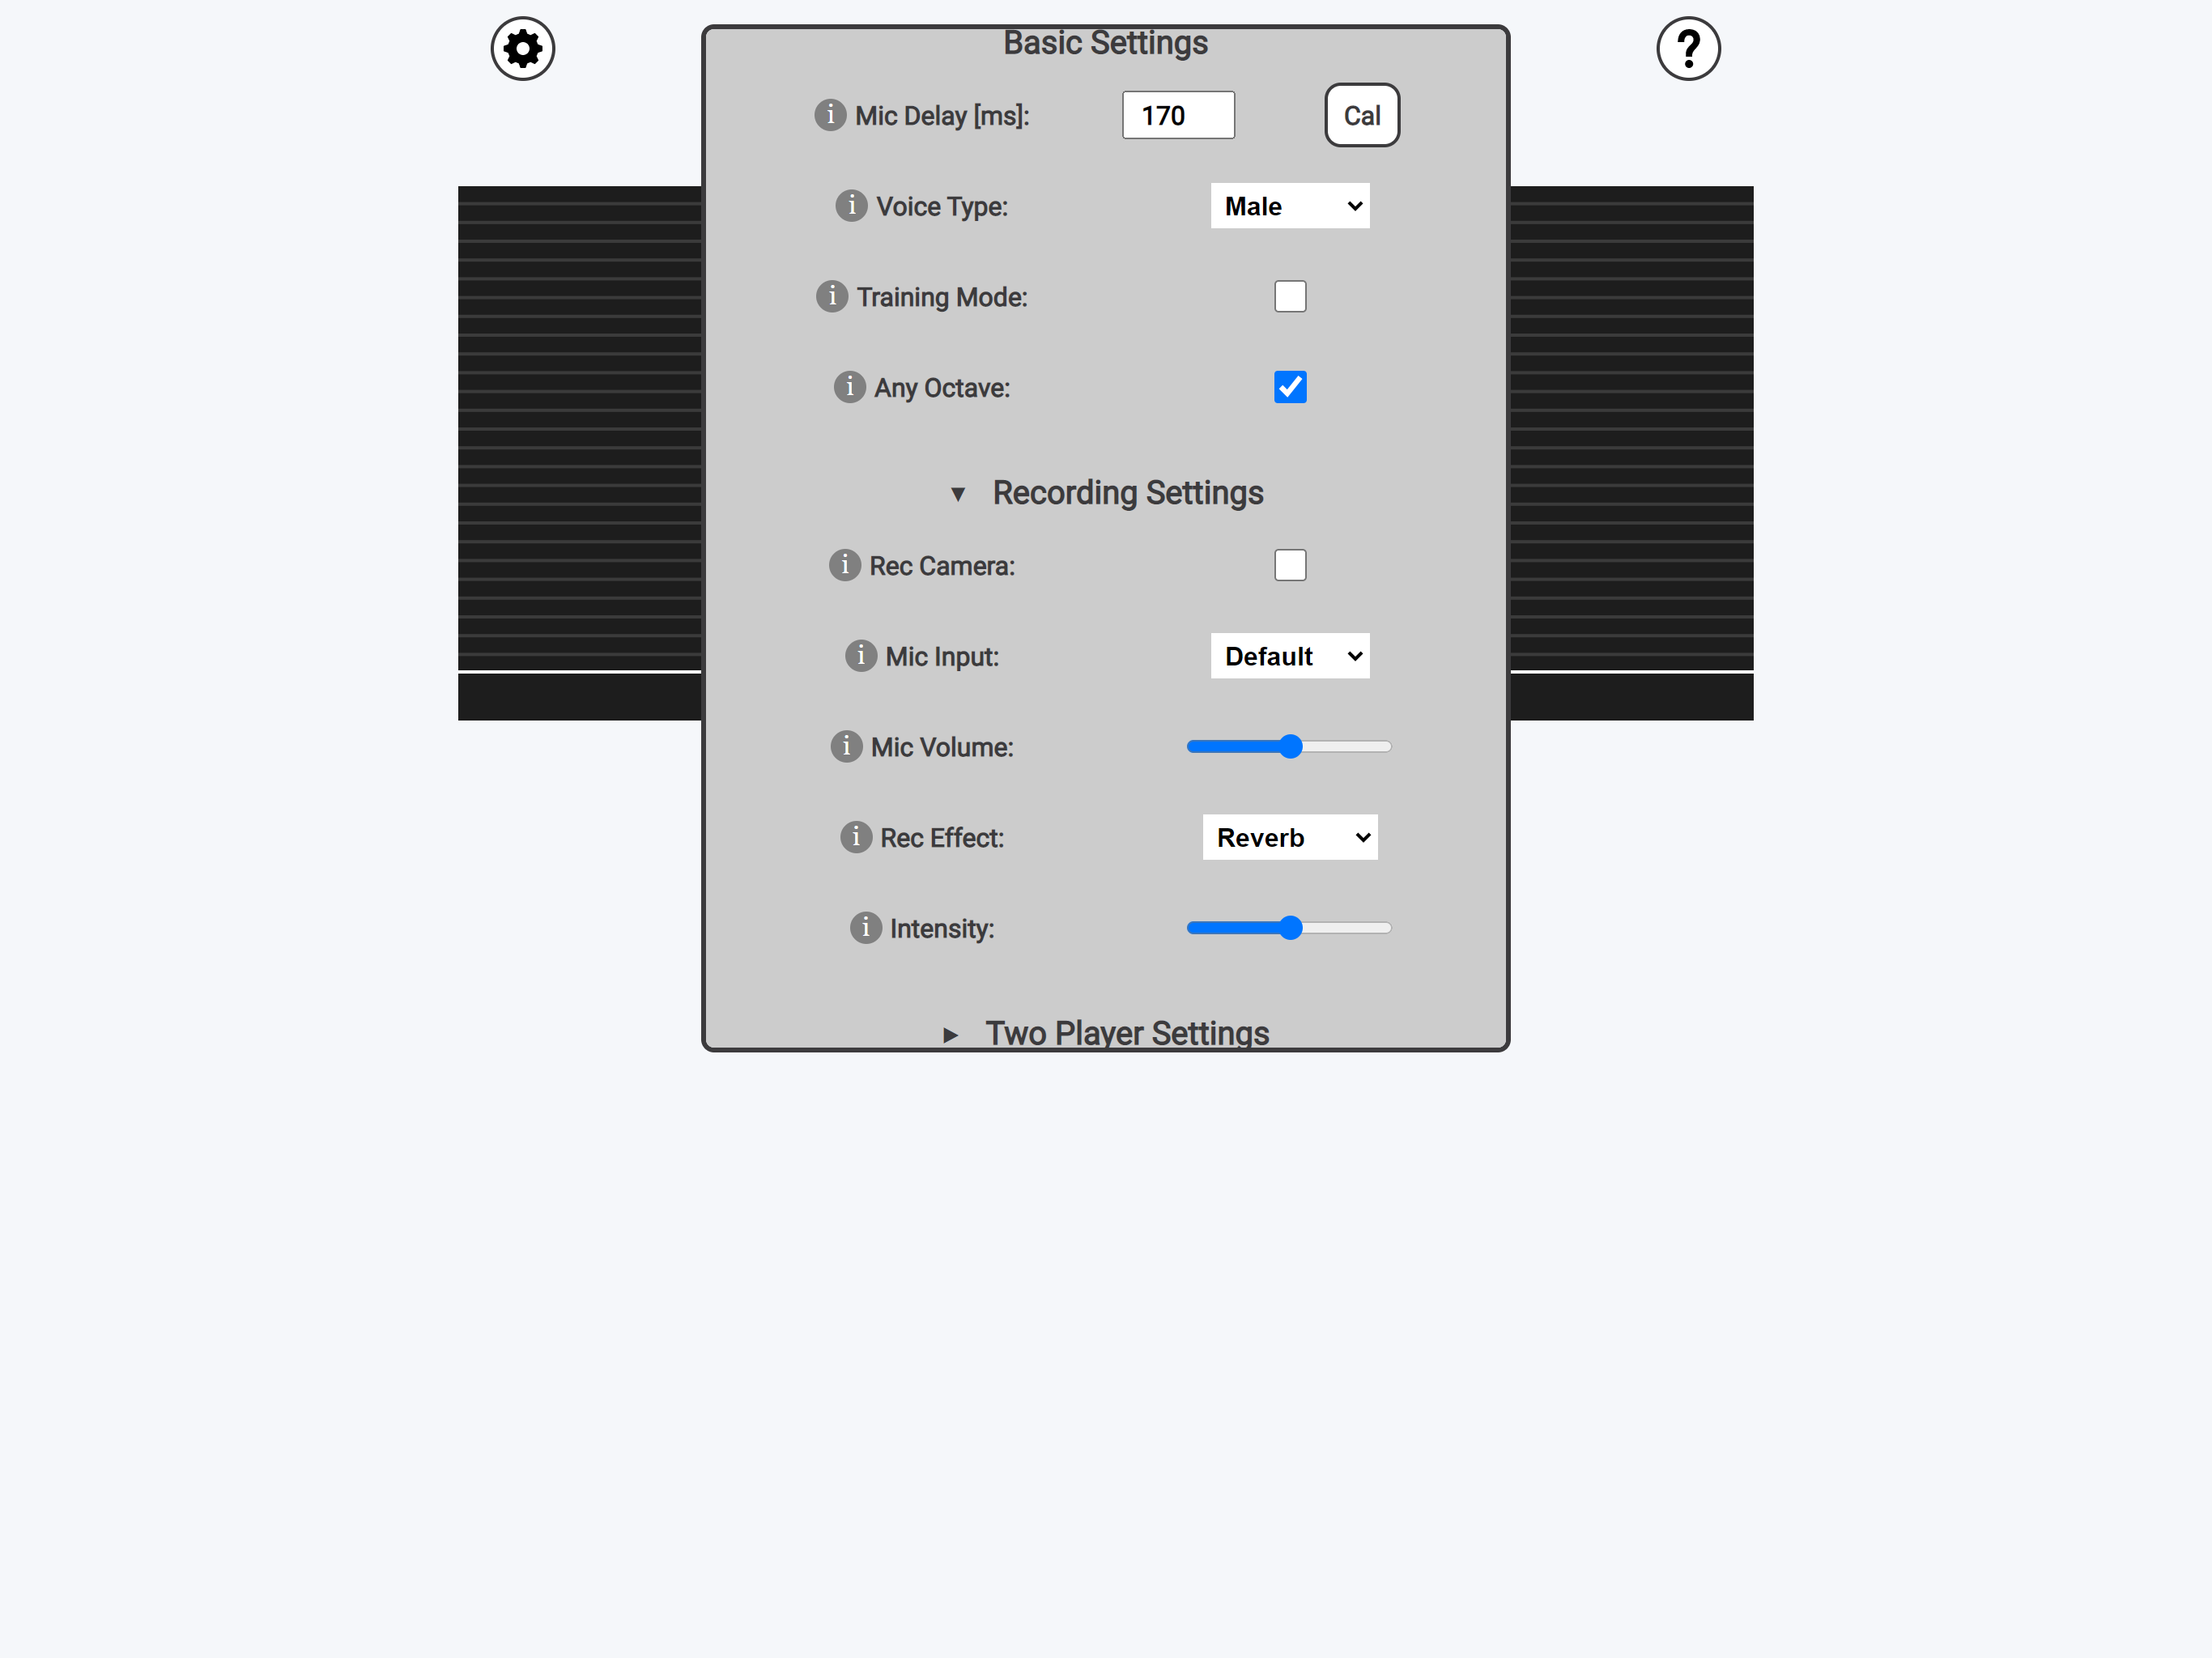 Basic Settings
i Mic Delay [ms]: 170 Cal
i Voice Type: Male
i Training Mode:
i Any Octave:
▼ Recording Settings
i Rec Camera:
i Mic Input: Default
i Mic Volume:
i Rec Effect: Reverb
i Intensity:
► Two Player Settings
?